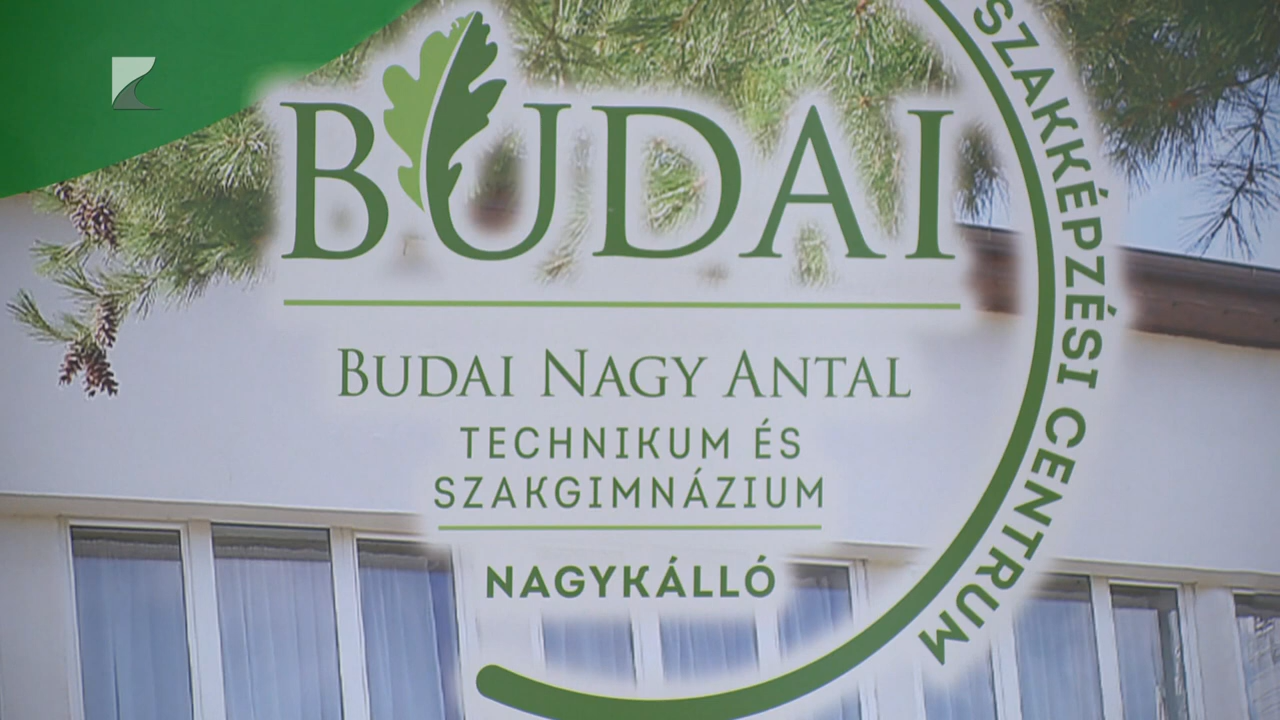 BUDAI
BUDAI NAGY ANTAL
TECHNIKUM ÉS
SZAKGIMNÁZIUM
NAGYKÁLLÓ
SZAKKÉPZÉSI CENTRUM